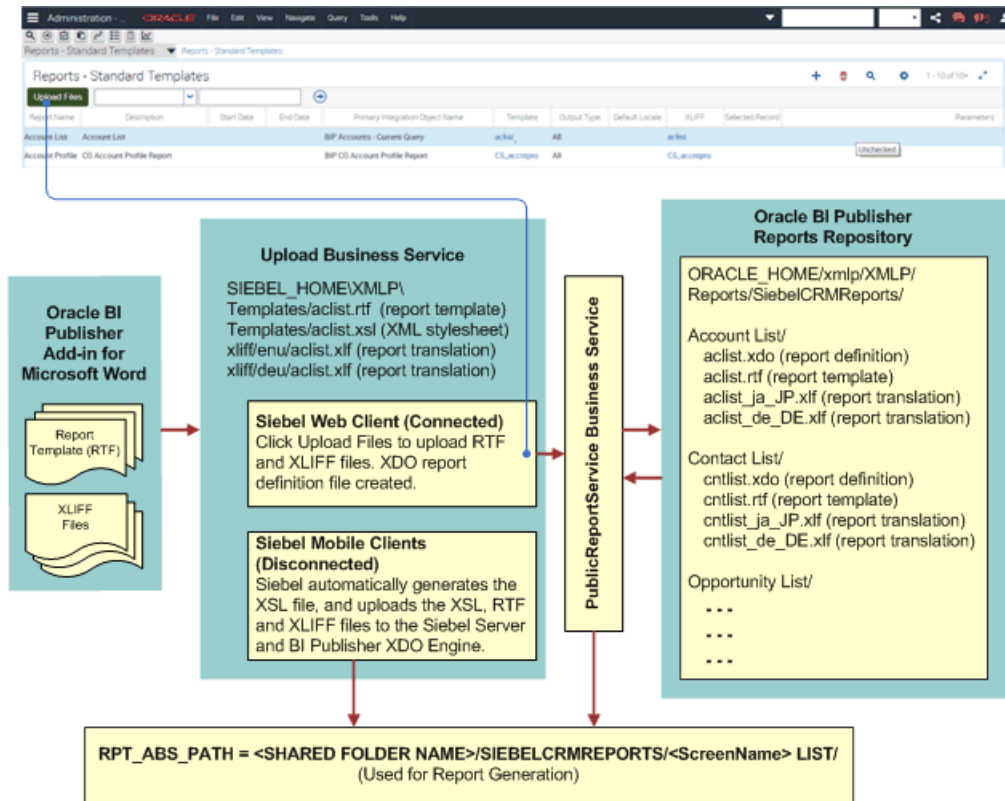 Administration - ... ORACLE File Edit View Navigate Query Tools Help
Reports - Standard Templates Reports - Standard Templates:
Reports - Standard Templates 1 - 10 of 10+
Upload Files
Report Name Description Start Date End Date Primary Integration Object Name Template Output Type Default Locale XLIFF Selected Record Parameters
Account List Account List BIP Accounts - Current Query aclist All aclist
Unchecked
Account Profile CG Account Profile Report BIP CG Account Profile Report CS_accntpro All CS_accntpro
Oracle BI
Publisher
Add-in for
Microsoft Word
Report
Template (RTF)
XLIFF
Files
Upload Business Service
SIEBEL_HOME\XMLP\
Templates/aclist.rtf (report template)
Templates/aclist.xsl (XML stylesheet)
xliff/enu/aclist.xlf (report translation)
xliff/deu/aclist.xlf (report translation)
Siebel Web Client (Connected)
Click Upload Files to upload RTF
and XLIFF files. XDO report
definition file created.
Siebel Mobile Clients
(Disconnected)
Siebel automatically generates the
XSL file, and uploads the XSL, RTF
and XLIFF files to the Siebel Server
and BI Publisher XDO Engine.
PublicReportService Business Service
Oracle BI Publisher
Reports Repository
ORACLE_HOME/xmlp/XMLP/
Reports/SiebelCRMReports/
Account List/
aclist.xdo (report definition)
aclist.rtf (report template)
aclist_ja_JP.xlf (report translation)
aclist_de_DE.xlf (report translation)
Contact List/
cntlist.xdo (report definition)
cntlist.rtf (report template)
cntlist_ja_JP.xlf (report translation)
cntlist_de_DE.xlf (report translation)
Opportunity List/
- - -
- - -
- - -
RPT_ABS_PATH = <SHARED FOLDER NAME>/SIEBELCRMREPORTS/<ScreenName> LIST/
(Used for Report Generation)